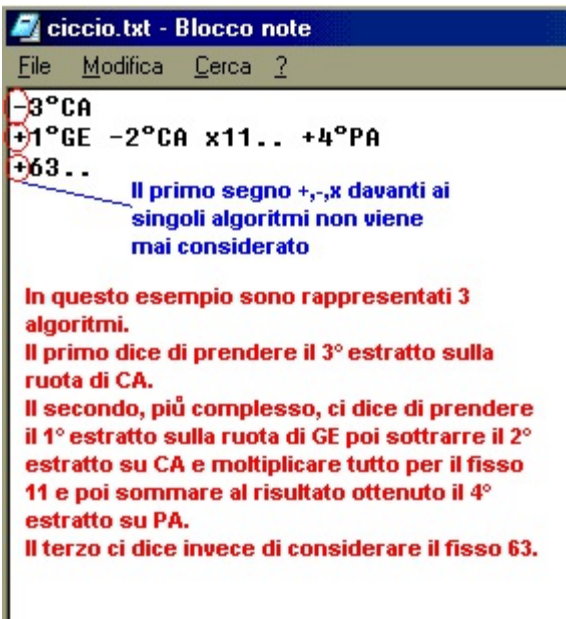 ciccio.txt - Blocco note
File Modifica Cerca ?
-3°CA
+1°GE -2°CA x11.. +4°PA
+63..
Il primo segno +,-,x davanti ai
singoli algoritmi non viene
mai considerato
In questo esempio sono rappresentati 3
algoritmi.
Il primo dice di prendere il 3° estratto sulla
ruota di CA.
Il secondo, più complesso, ci dice di prendere
il 1° estratto sulla ruota di GE poi sottrarre il 2°
estratto su CA e moltiplicare tutto per il fisso
11 e poi sommare al risultato ottenuto il 4°
estratto su PA.
Il terzo ci dice invece di considerare il fisso 63.